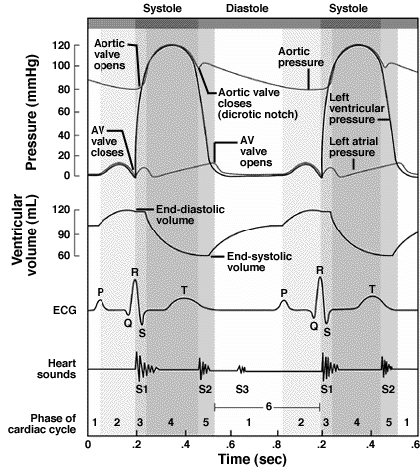 Systole Diastole Systole
Pressure (mmHg)
120
100
80
60
40
20
0
Aortic
valve
opens
AV
valve
closes
Aortic valve
closes
(dicrotic notch)
AV
valve
opens
Aortic
pressure
Left
ventricular
pressure
Left atrial
pressure
Ventricular
volume (mL)
120
90
60
End-diastolic
volume
End-systolic
volume
ECG
P R Q S T P R Q S T
Heart
sounds
S1 S2 S3 S1 S2
6
Phase of
cardiac cycle
1 2 3 4 5 1 2 3 4 5 1
0 .2 .4 .6 .8 .2 .4 .6
Time (sec)